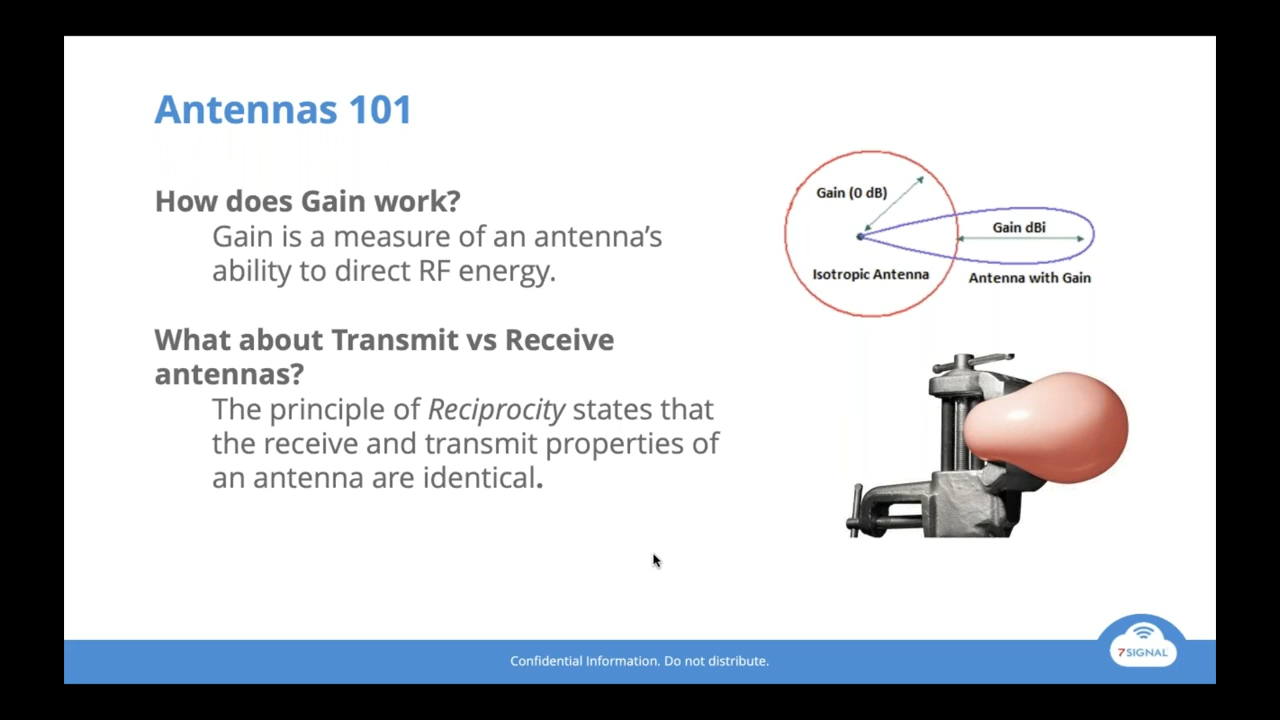 Antennas 101
How does Gain work?
Gain is a measure of an antenna’s
ability to direct RF energy.
What about Transmit vs Receive
antennas?
The principle of Reciprocity states that
the receive and transmit properties of
an antenna are identical.
Gain (0 dB)
Gain dBi
Isotropic Antenna
Antenna with Gain
Confidential Information. Do not distribute.
7SIGNAL